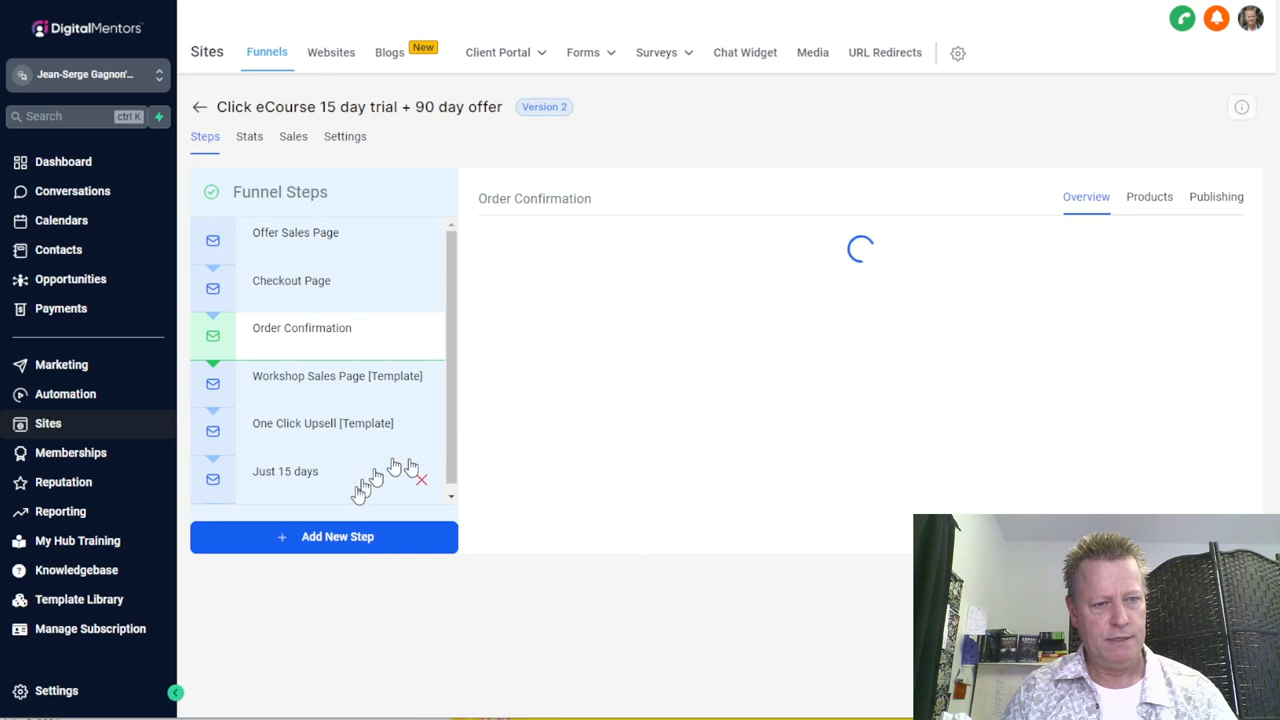 DigitalMentors
Sites
Funnels
Websites
Blogs
New
Client Portal
Forms
Surveys
Chat Widget
Media
URL Redirects
Jean-Serge Gagnon'...
Search
ctrl K
Click eCourse 15 day trial + 90 day offer
Version 2
Steps
Stats
Sales
Settings
Dashboard
Conversations
Calendars
Contacts
Opportunities
Payments
Marketing
Automation
Sites
Memberships
Reputation
Reporting
My Hub Training
Knowledgebase
Template Library
Manage Subscription
Settings
Funnel Steps
Offer Sales Page
Checkout Page
Order Confirmation
Workshop Sales Page [Template]
One Click Upsell [Template]
Just 15 days
+ Add New Step
Order Confirmation
Overview
Products
Publishing